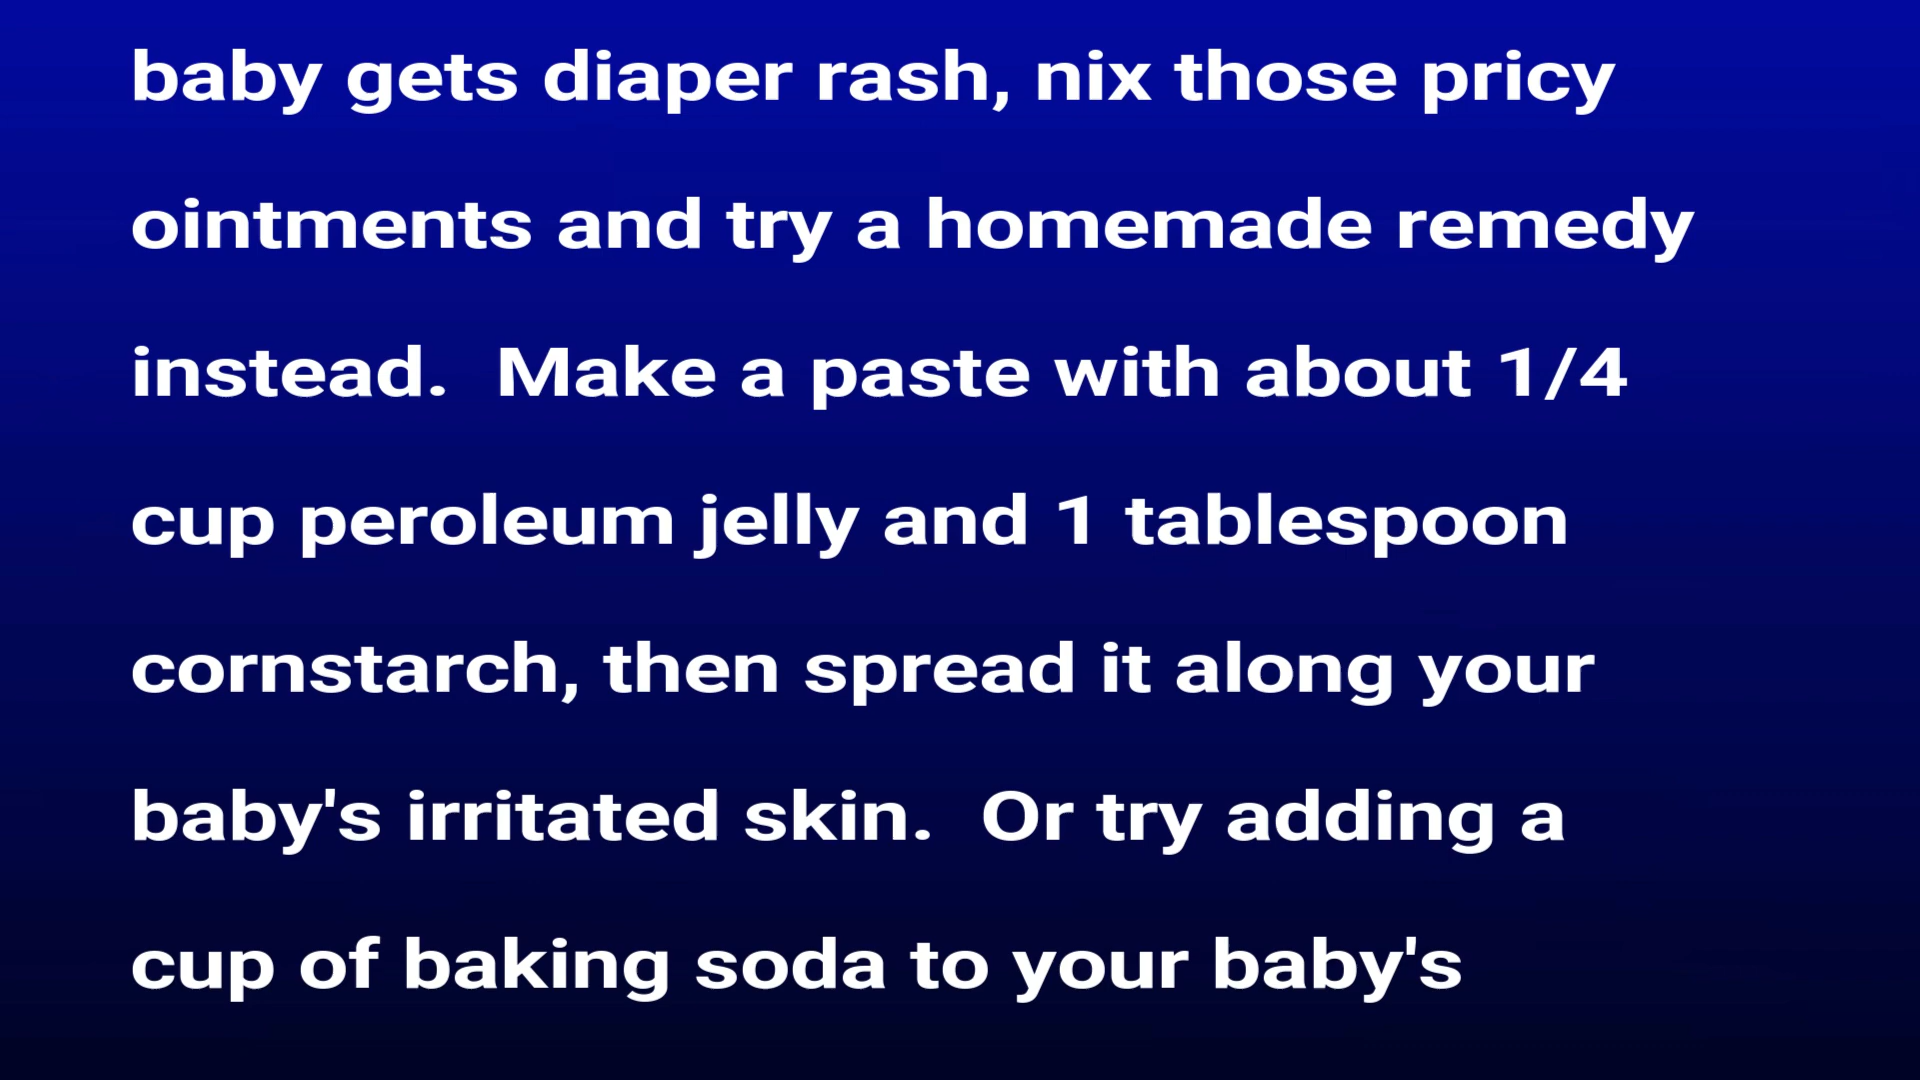 baby gets diaper rash, nix those pricy
ointments and try a homemade remedy
instead.  Make a paste with about 1/4
cup peroleum jelly and 1 tablespoon
cornstarch, then spread it along your
baby's irritated skin.  Or try adding a
cup of baking soda to your baby's